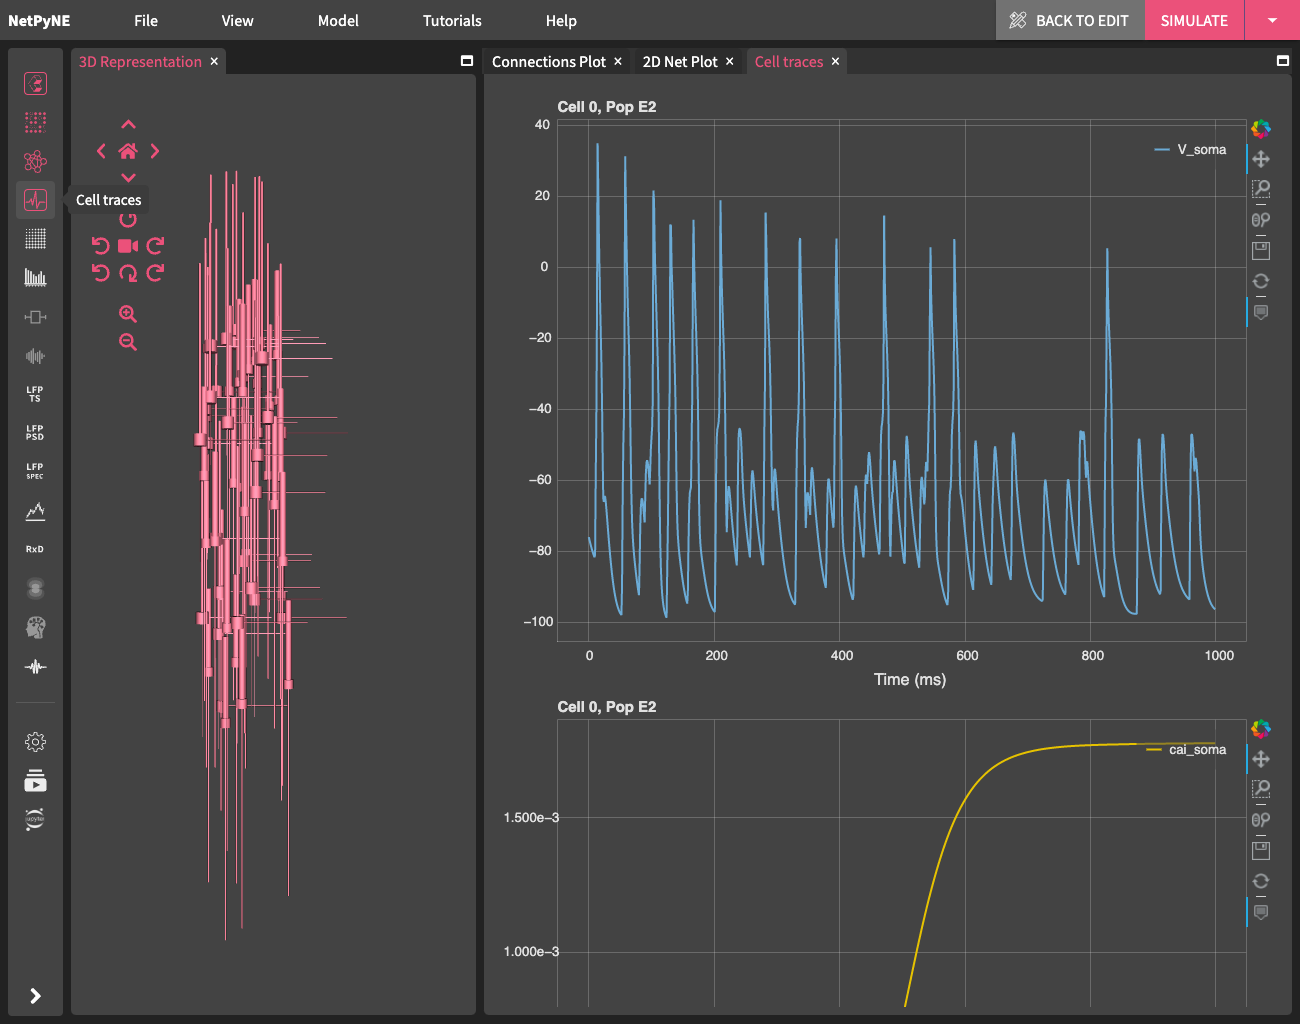 NetPyNE File View Model Tutorials Help BACK TO EDIT SIMULATE
3D Representation ×
Connections Plot × 2D Net Plot × Cell traces ×
Cell traces
LFP
TS
LFP
PSD
LFP
SPEC
RxD
jupyter
Cell 0, Pop E2
V_soma
40
20
0
−20
−40
−60
−80
−100
0 200 400 600 800 1000
Time (ms)
Cell 0, Pop E2
cai_soma
1.500e-3
1.000e-3